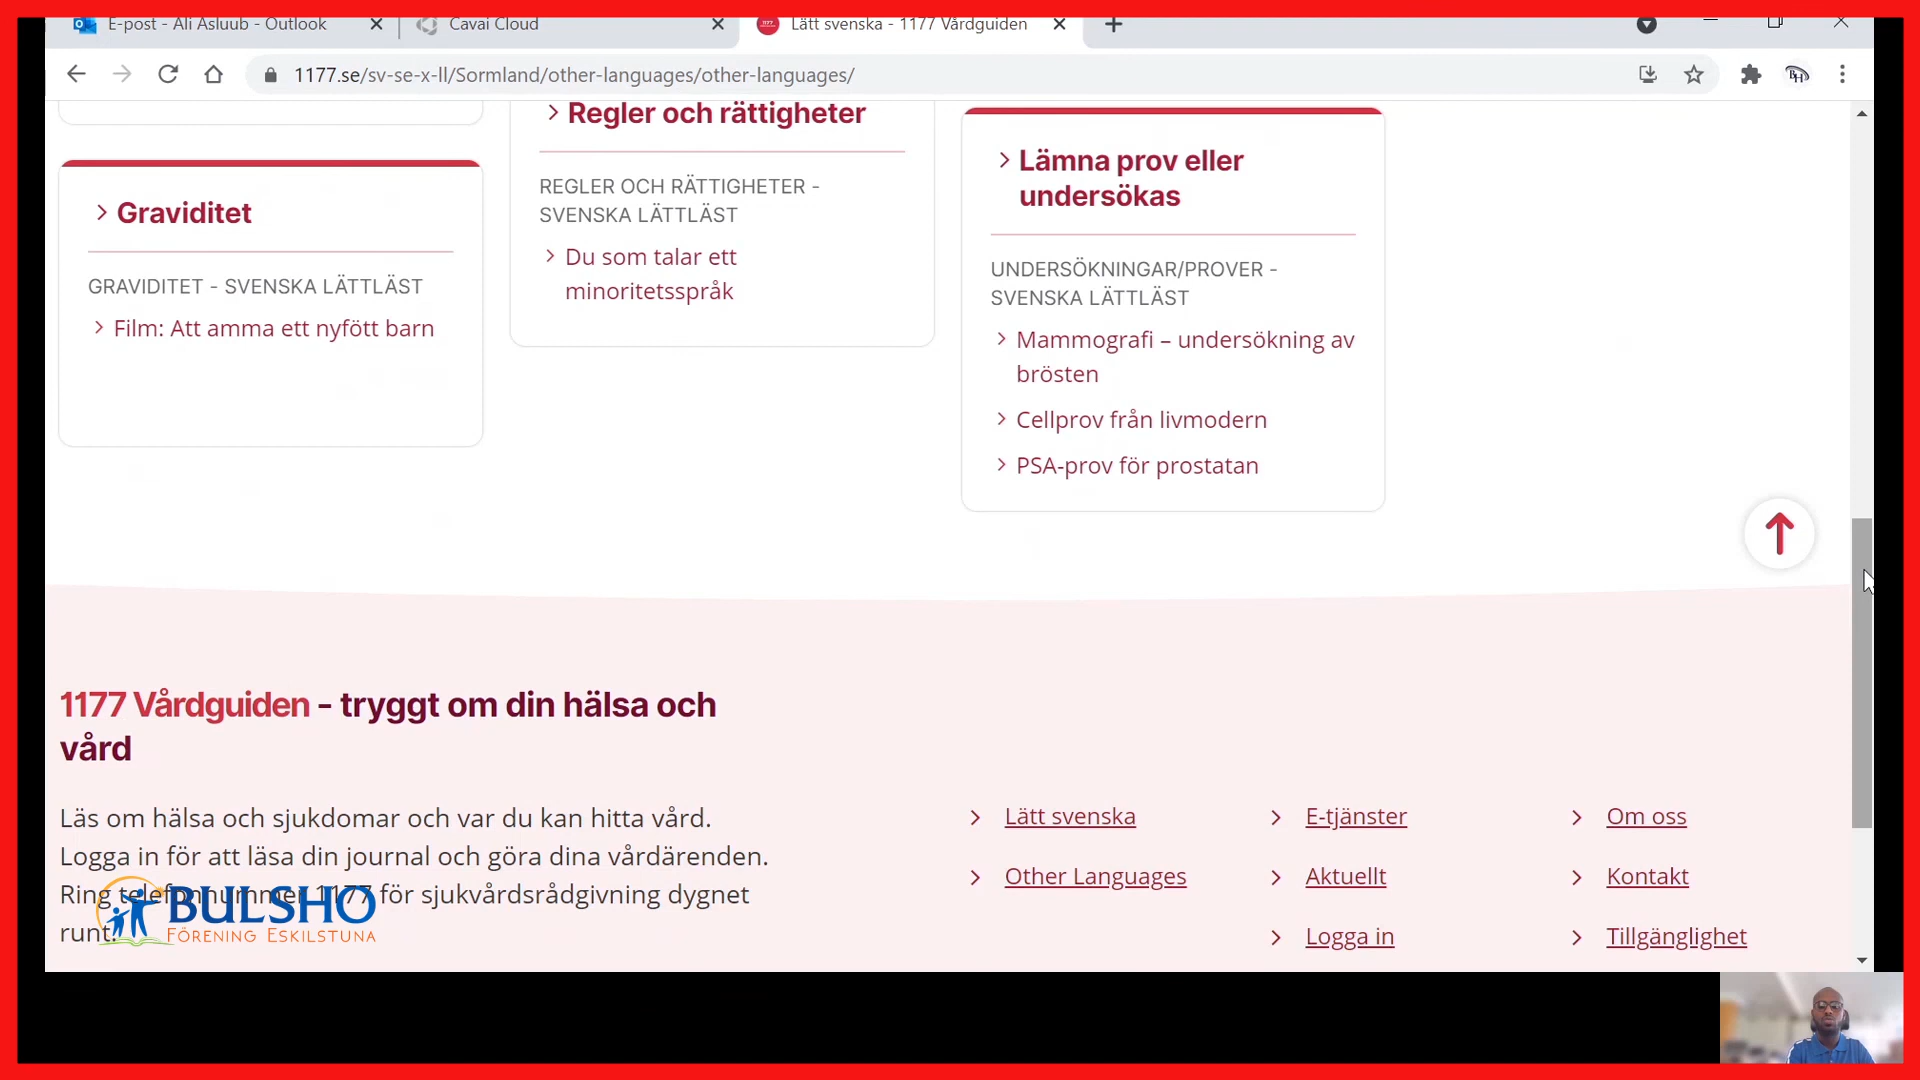 E-post - Ali Asluub - Outlook
Cavai Cloud
Lätt svenska - 1177 Vårdguiden
1177.se/sv-se-x-ll/Sormland/other-languages/other-languages/
Graviditet
GRAVIDITET - SVENSKA LÄTTLÄST
Film: Att amma ett nyfött barn
Regler och rättigheter
REGLER OCH RÄTTIGHETER -
SVENSKA LÄTTLÄST
Du som talar ett
minoritetsspråk
Lämna prov eller
undersökas
UNDERSÖKNINGAR/PROVER -
SVENSKA LÄTTLÄST
Mammografi – undersökning av
brösten
Cellprov från livmodern
PSA-prov för prostatan
1177 Vårdguiden - tryggt om din hälsa och
vård
Läs om hälsa och sjukdomar och var du kan hitta vård.
Logga in för att läsa din journal och göra dina vårdärenden.
Ring telefonnummer 1177 för sjukvårdsrådgivning dygnet
runt.
BULSHO
FÖRENING ESKILSTUNA
Lätt svenska
Other Languages
E-tjänster
Aktuellt
Logga in
Om oss
Kontakt
Tillgänglighet